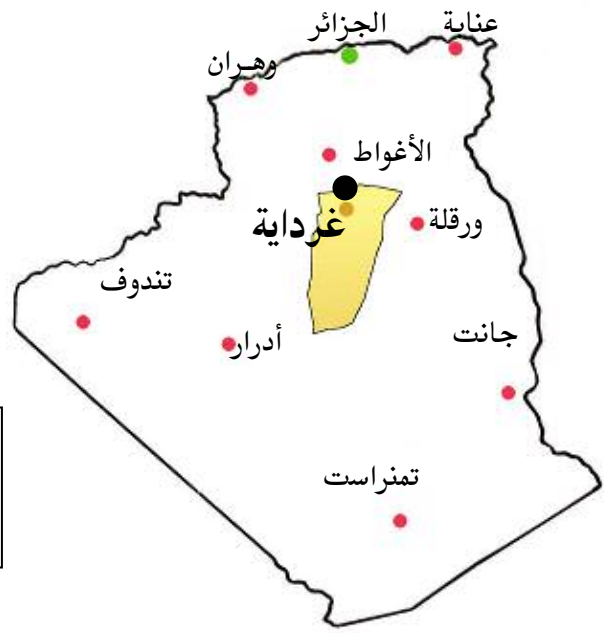 عنابة
الجزائر
وهـران
الأغواط
ورقلة
غرداية
تندوف
جانت
أدرار
تمنراست